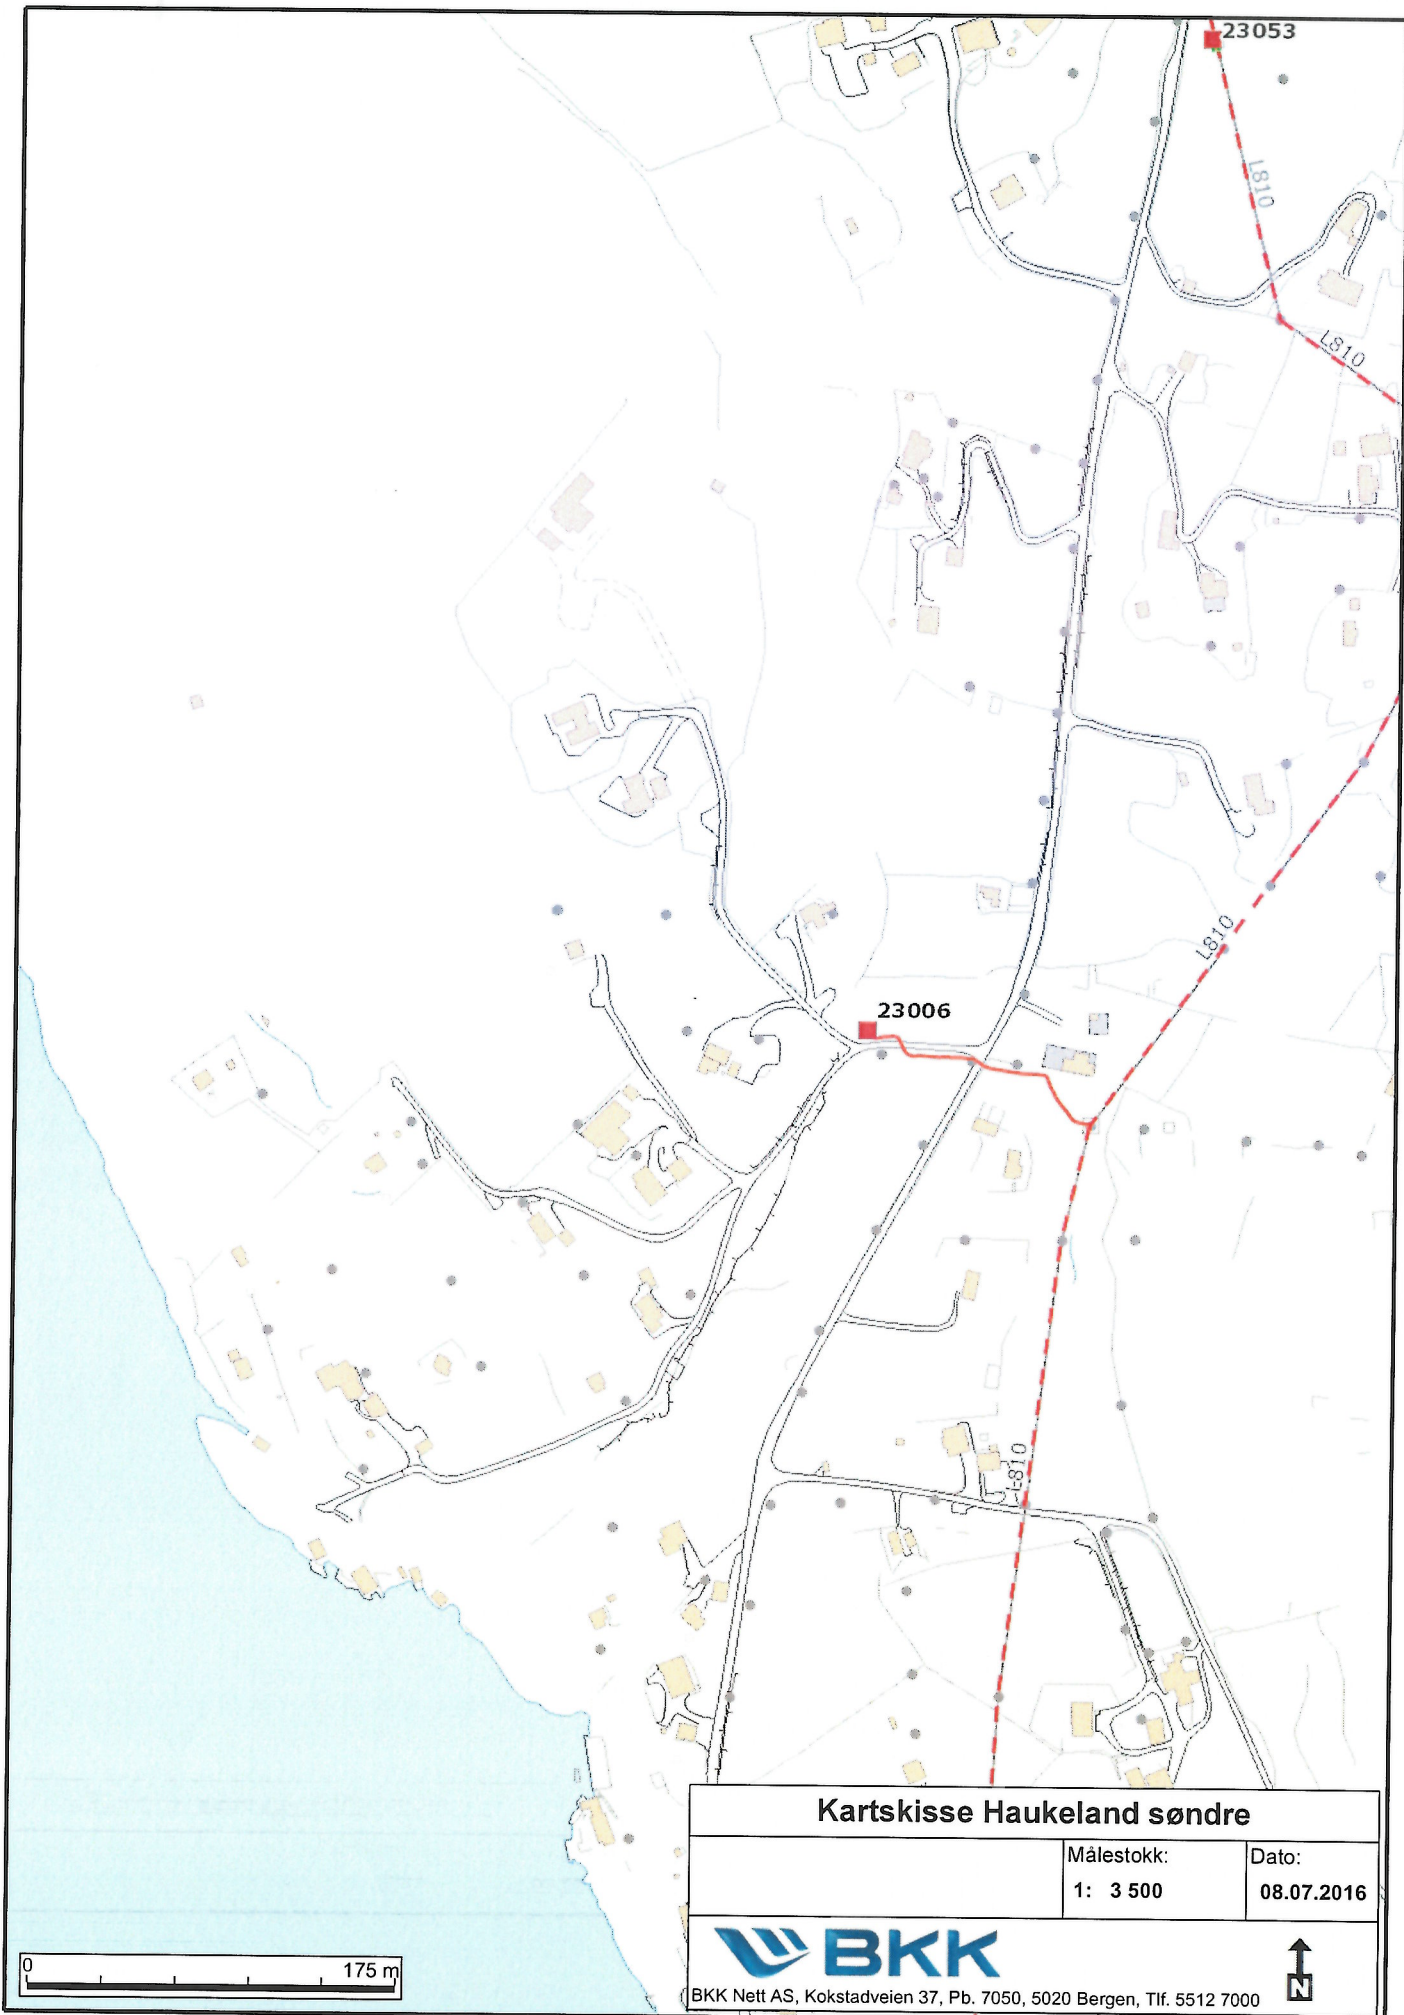 23053
L810
L810
L810
23006
L810
Kartskisse Haukeland søndre
Målestokk:
1: 3 500
Dato:
08.07.2016
BKK
0
175 m
N
BKK Nett AS, Kokstadveien 37, Pb. 7050, 5020 Bergen, Tlf. 5512 7000